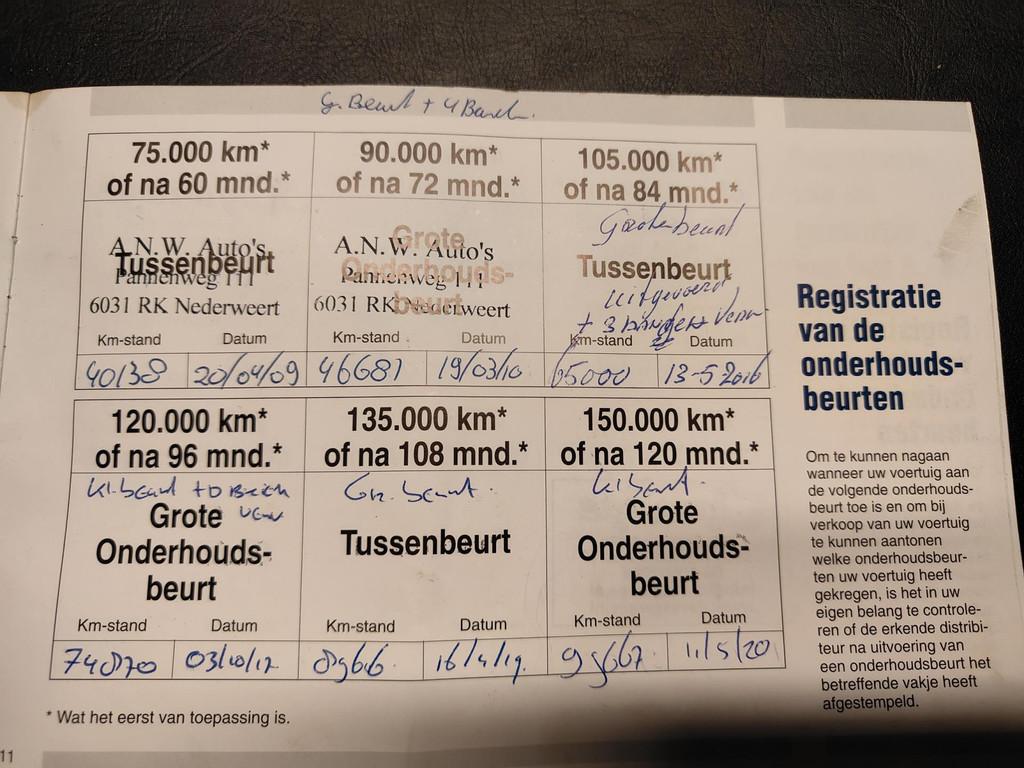 Gr. Beurt + 4 Band.
75.000 km*
of na 60 mnd.*
90.000 km*
of na 72 mnd.*
105.000 km*
of na 84 mnd.*
A.N.W. Auto's
Tussenbeurt
Pannenweg 111
6031 RK Nederweert
Km-stand Datum
40138 20/04/09
A.N.W. Auto's
Grote
Onderhouds-
beurt
Pannenweg 111
6031 RK Nederweert
Km-stand Datum
46681 19/03/10
Grotebeurt
Tussenbeurt
uitgevoerd
+ 3
Km-stand Datum
65000 13-5-2016
120.000 km*
of na 96 mnd.*
135.000 km*
of na 108 mnd.*
150.000 km*
of na 120 mnd.*
kl. beurt
Grote
Onderhouds-
beurt
Km-stand Datum
74870 03/10/17
Gr. beurt.
Tussenbeurt
Km-stand Datum
16/4/19
kl beurt.
Grote
Onderhouds-
beurt
Km-stand Datum
11/5/20
* Wat het eerst van toepassing is.
11
Registratie
van de
onderhouds-
beurten
Om te kunnen nagaan
wanneer uw voertuig aan
de volgende onderhouds-
beurt toe is en om bij
verkoop van uw voertuig
te kunnen aantonen
welke onderhoudsbeur-
ten uw voertuig heeft
gekregen, is het in uw
eigen belang te controle-
ren of de erkende distribi-
teur na uitvoering van
een onderhoudsbeurt het
betreffende vakje heeft
afgestempeld.